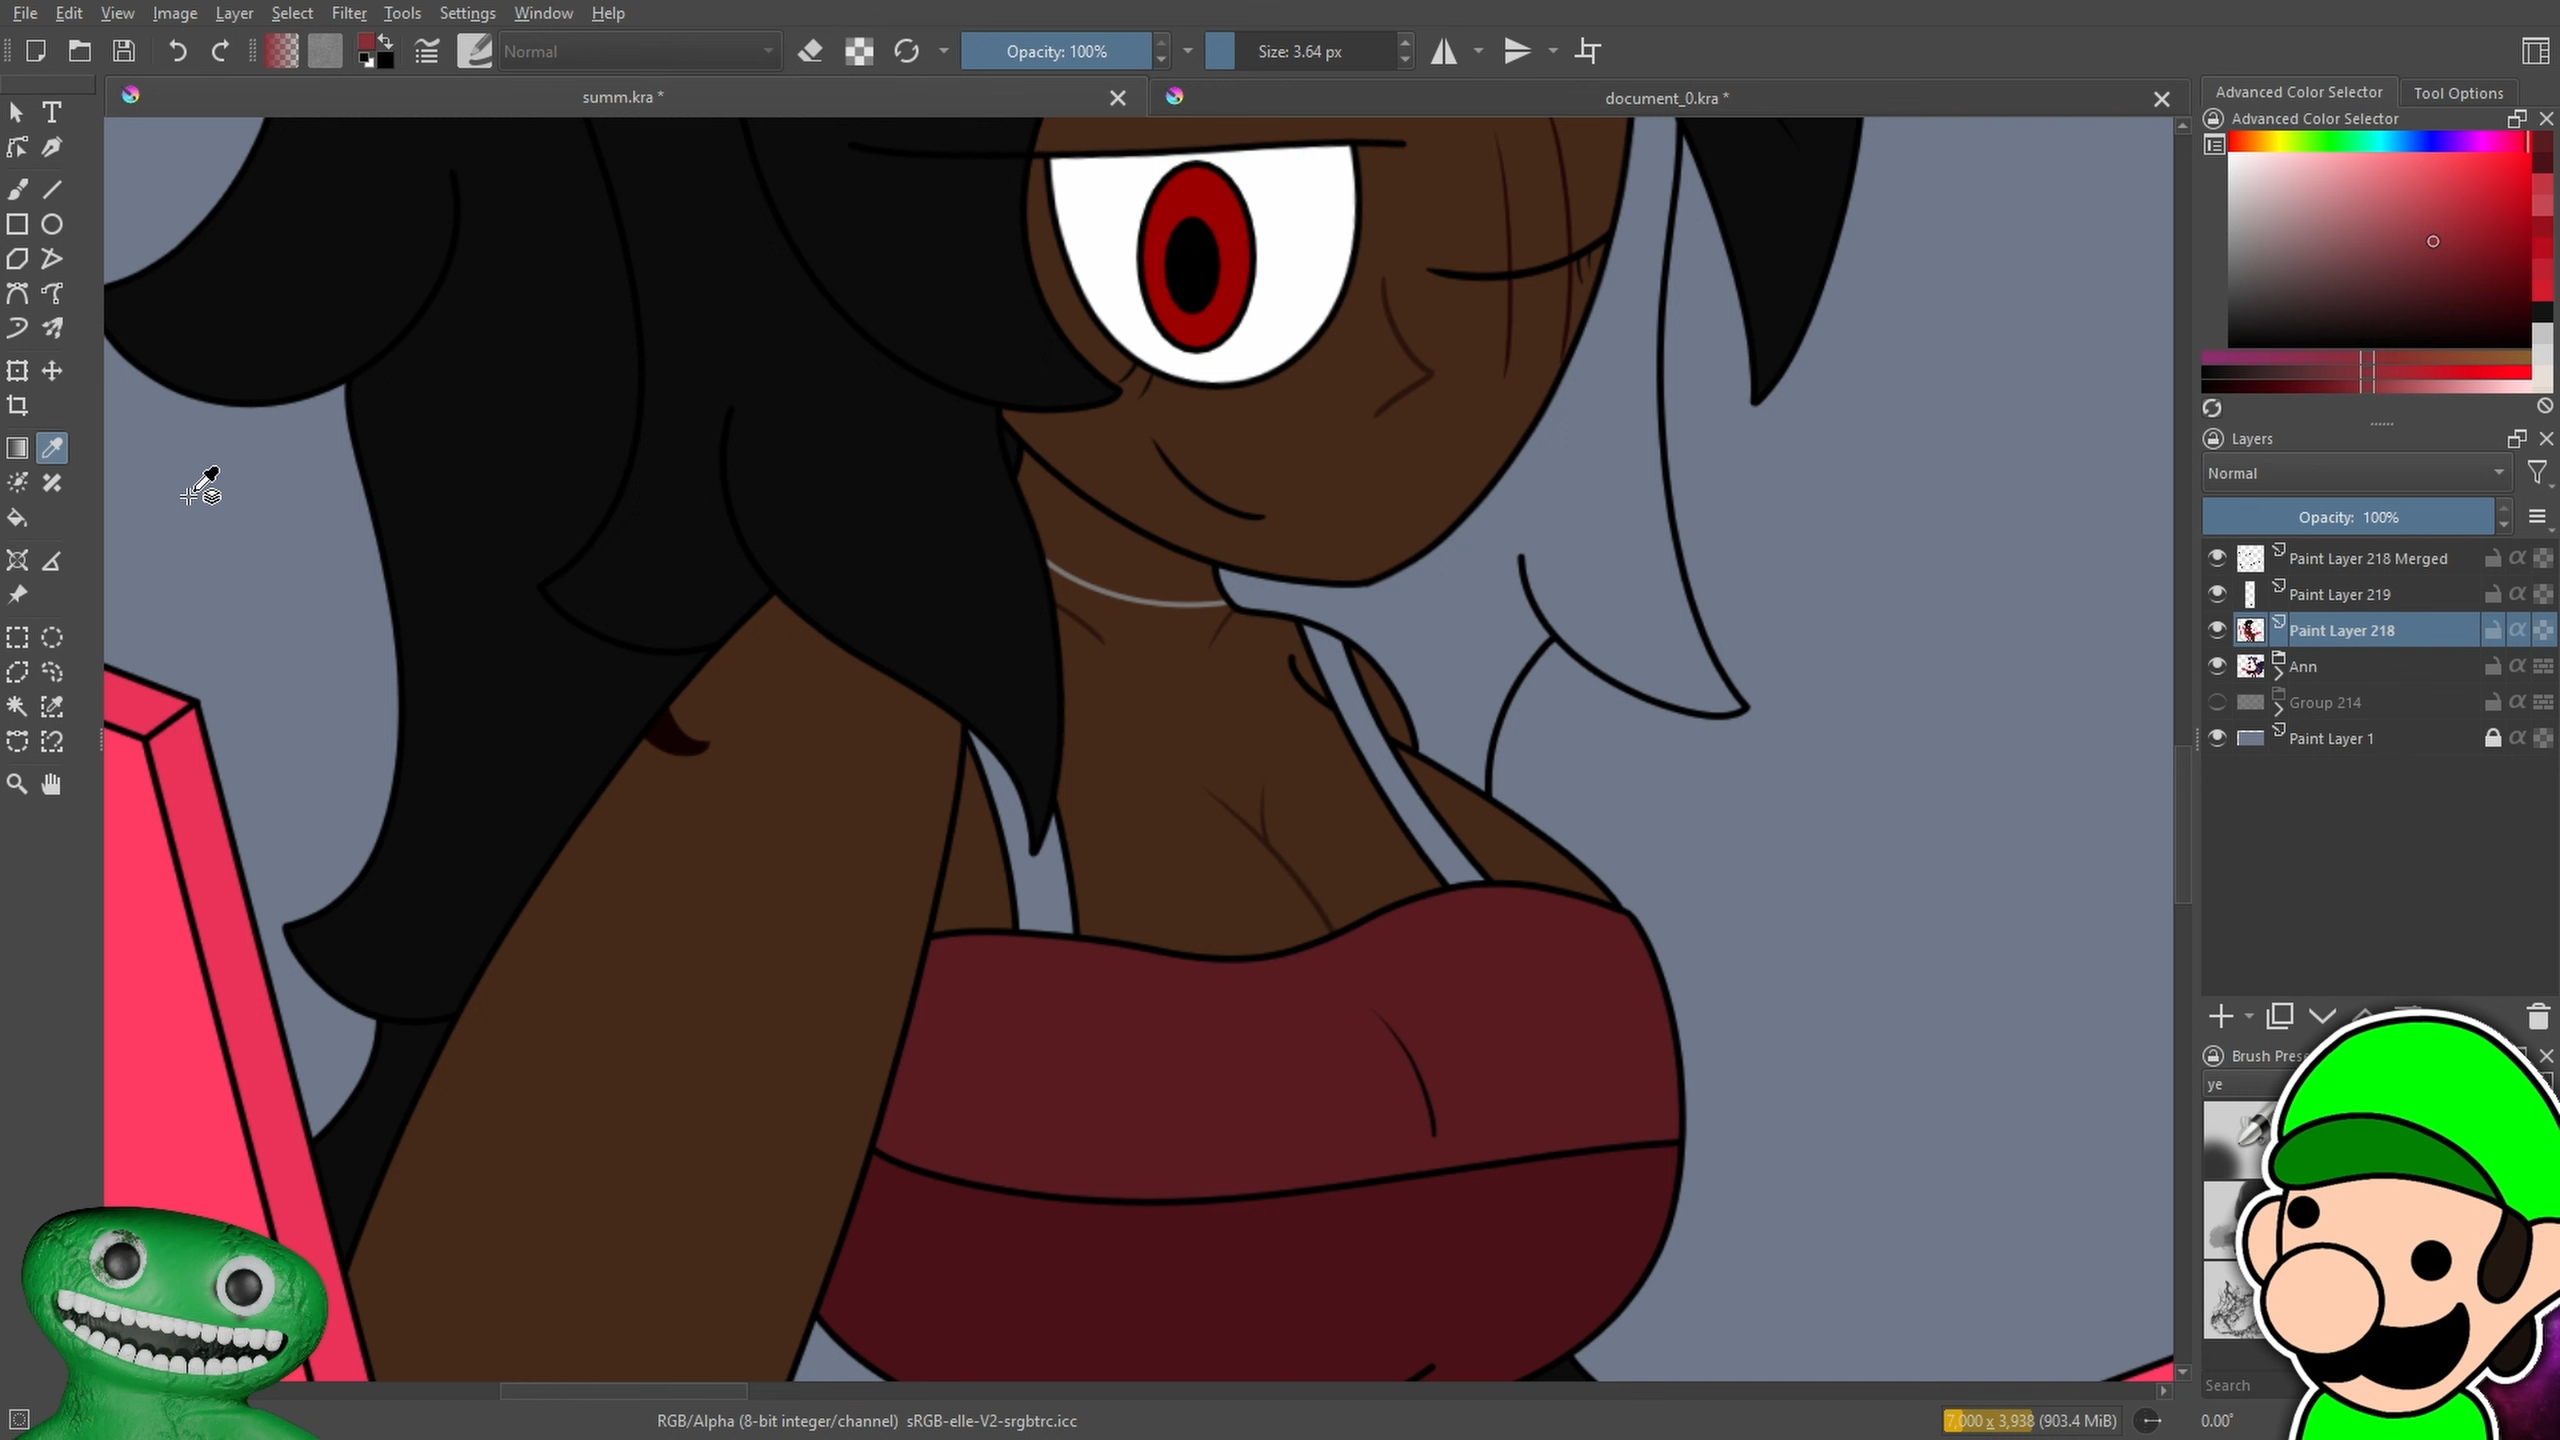 File Edit View Image Layer Select Filter Tools Settings Window Help
Normal
Opacity: 100%
Size: 3.64 px
summ.kra *
document_0.kra *
Advanced Color Selector
Tool Options
Advanced Color Selector
Layers
Normal
Opacity: 100%
Paint Layer 218 Merged
Paint Layer 219
Paint Layer 218
Ann
Group 214
Paint Layer 1
Brush Pres
ye
Search
RGB/Alpha (8-bit integer/channel) sRGB-elle-V2-srgbtrc.icc
7,000 x 3,938 (903.4 MiB)
0.00°